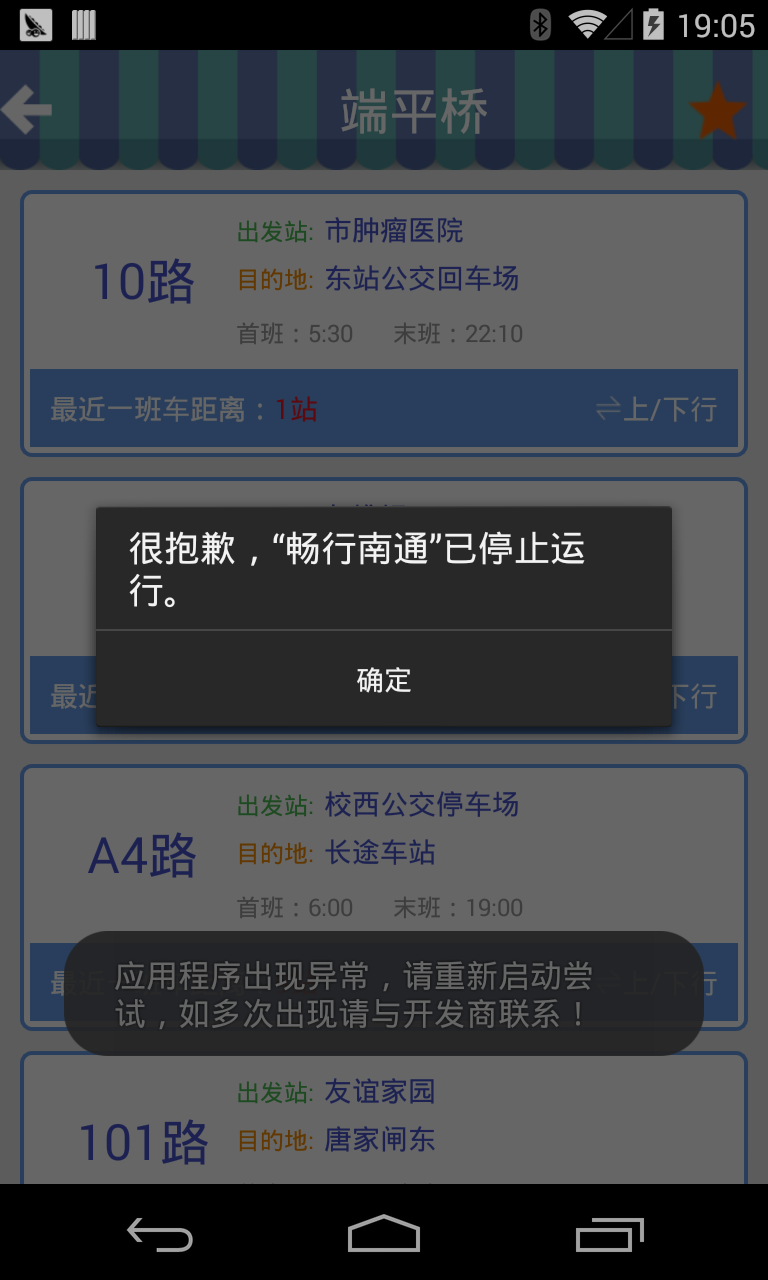 19:05
端平桥
出发站: 市肿瘤医院
10路
目的地: 东站公交回车场
首班：5:30 末班：22:10
最近一班车距离：1站 ⇌上/下行
很抱歉，“畅行南通”已停止运
行。
确定
最近 下行
出发站: 校西公交停车场
A4路
目的地: 长途车站
首班：6:00 末班：19:00
最近 ⇌上/下行
应用程序出现异常，请重新启动尝
试，如多次出现请与开发商联系！
出发站: 友谊家园
101路
目的地: 唐家闸东